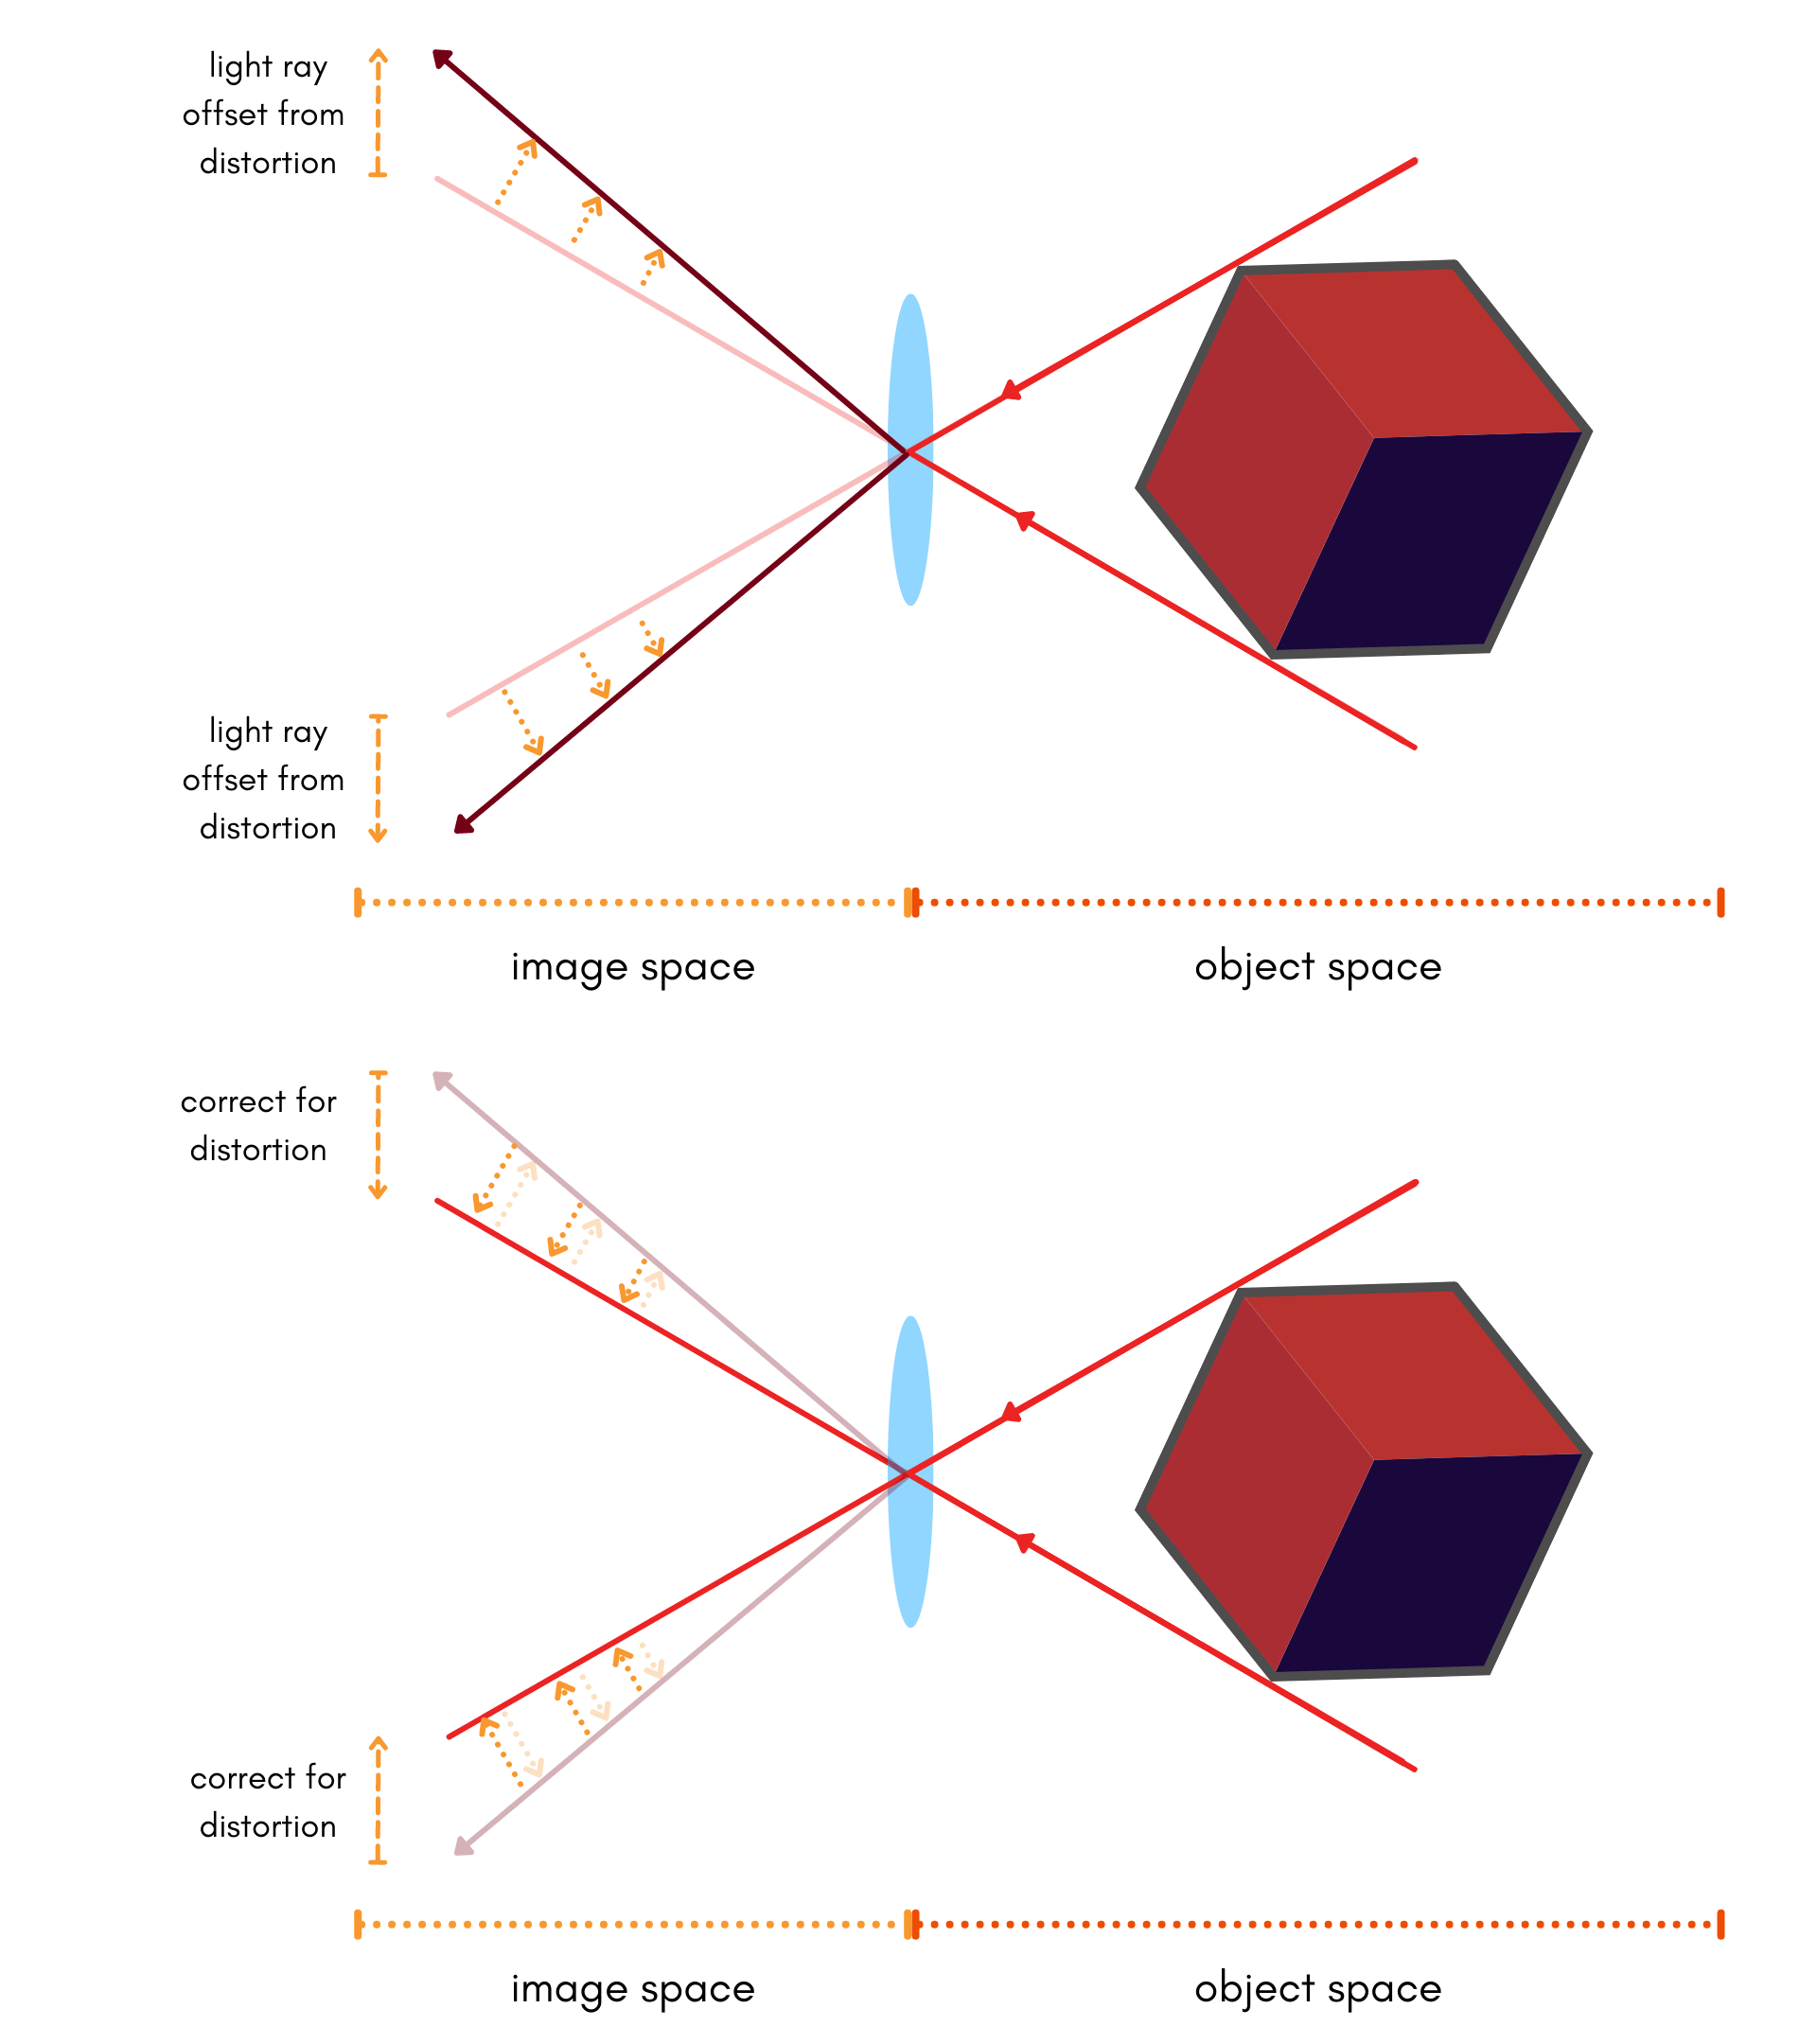 light ray
offset from
distortion
light ray
offset from
distortion
image space
object space
correct for
distortion
correct for
distortion
image space
object space